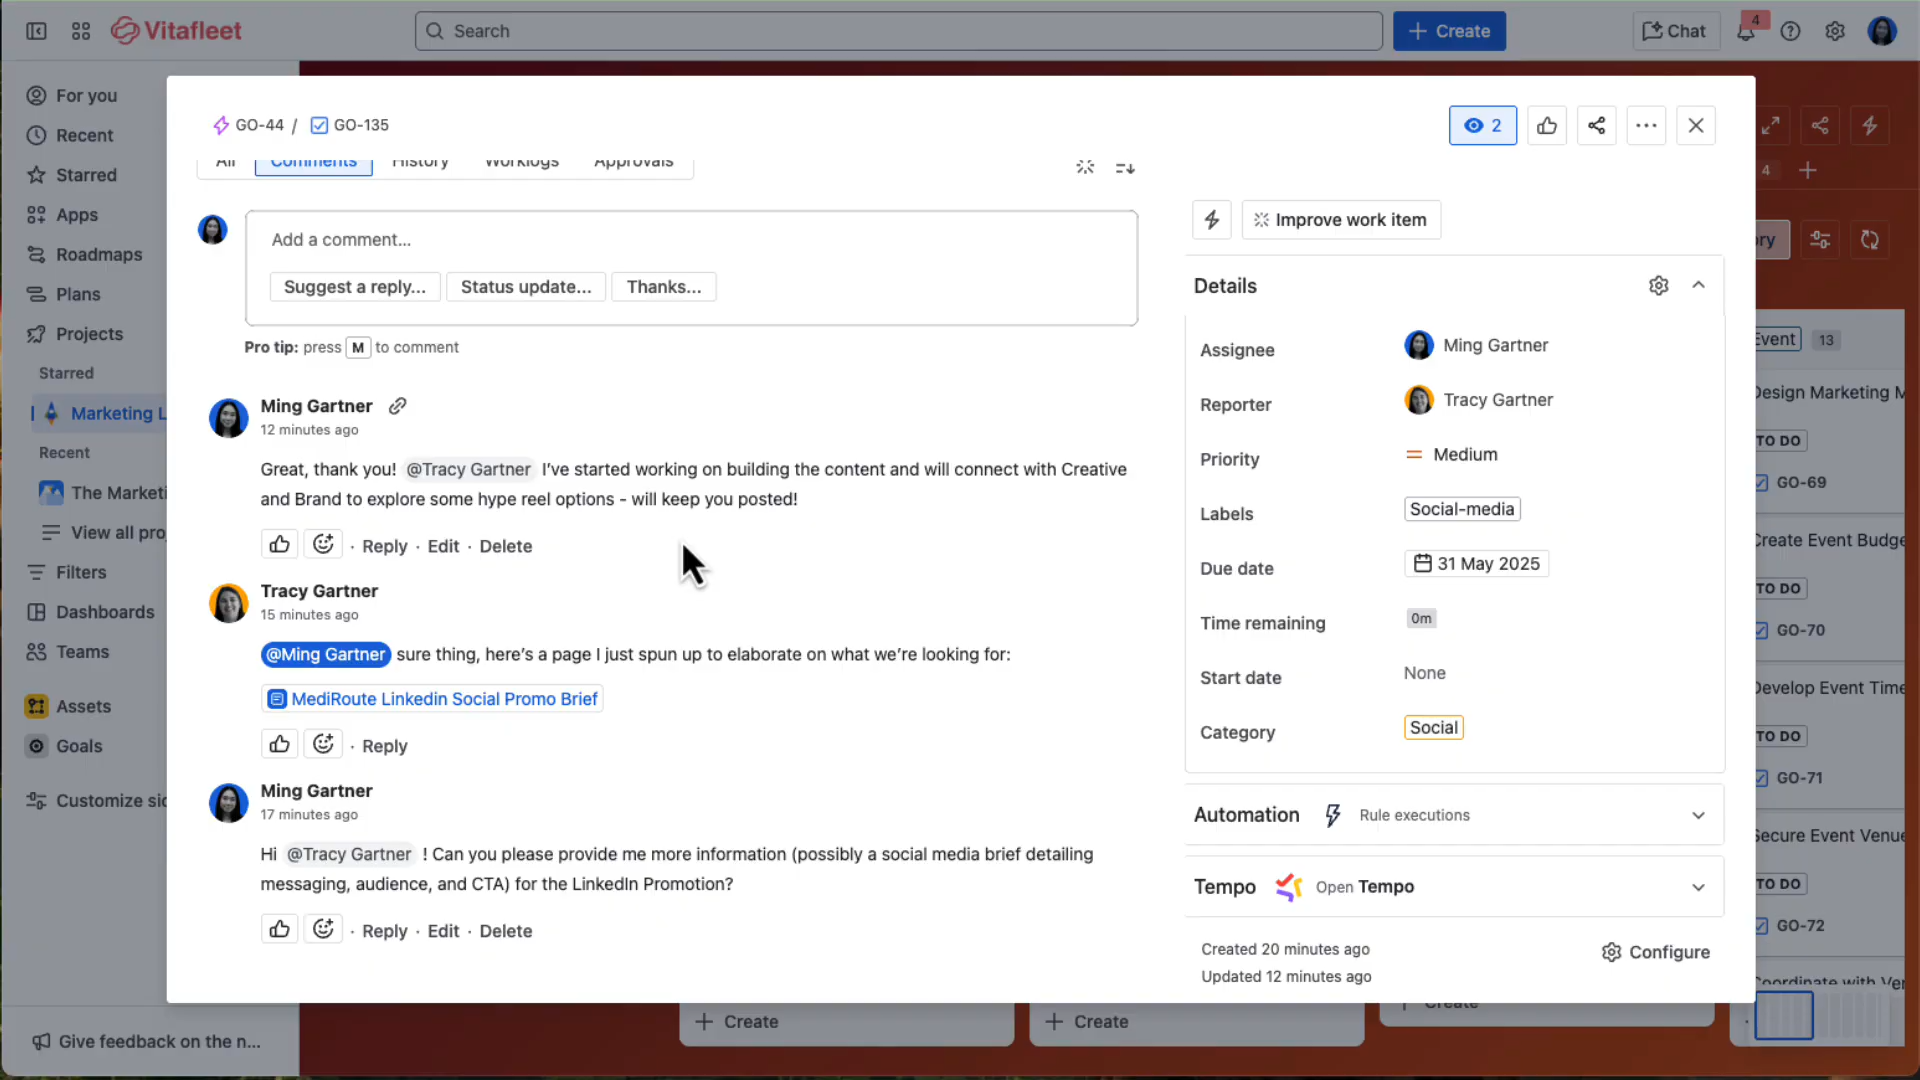 Vitafleet
Search
Create
Chat
4
For you
Recent
Starred
Apps
Roadmaps
Plans
Projects
Starred
Marketing L
Recent
The Marketi
View all pro
Filters
Dashboards
Teams
Assets
Goals
Customize sid
Give feedback on the n...
GO-44 / GO-135
2
All Comments History Worklogs Approvals
Add a comment...
Suggest a reply... Status update... Thanks...
Pro tip: press M to comment
Ming Gartner
12 minutes ago
Great, thank you! @Tracy Gartner I've started working on building the content and will connect with Creative
and Brand to explore some hype reel options - will keep you posted!
Reply · Edit · Delete
Tracy Gartner
15 minutes ago
@Ming Gartner sure thing, here's a page I just spun up to elaborate on what we're looking for:
MediRoute Linkedin Social Promo Brief
Reply
Ming Gartner
17 minutes ago
Hi @Tracy Gartner ! Can you please provide me more information (possibly a social media brief detailing
messaging, audience, and CTA) for the LinkedIn Promotion?
Reply · Edit · Delete
Improve work item
Details
Assignee Ming Gartner
Reporter Tracy Gartner
Priority Medium
Labels Social-media
Due date 31 May 2025
Time remaining 0m
Start date None
Category Social
Automation Rule executions
Tempo Open Tempo
Created 20 minutes ago
Updated 12 minutes ago
Configure
4
ry
Event 13
Design Marketing M
TO DO
GO-69
Create Event Budge
TO DO
GO-70
Develop Event Time
TO DO
GO-71
Secure Event Venue
TO DO
GO-72
Coordinate with Ver
Create
Create
Create